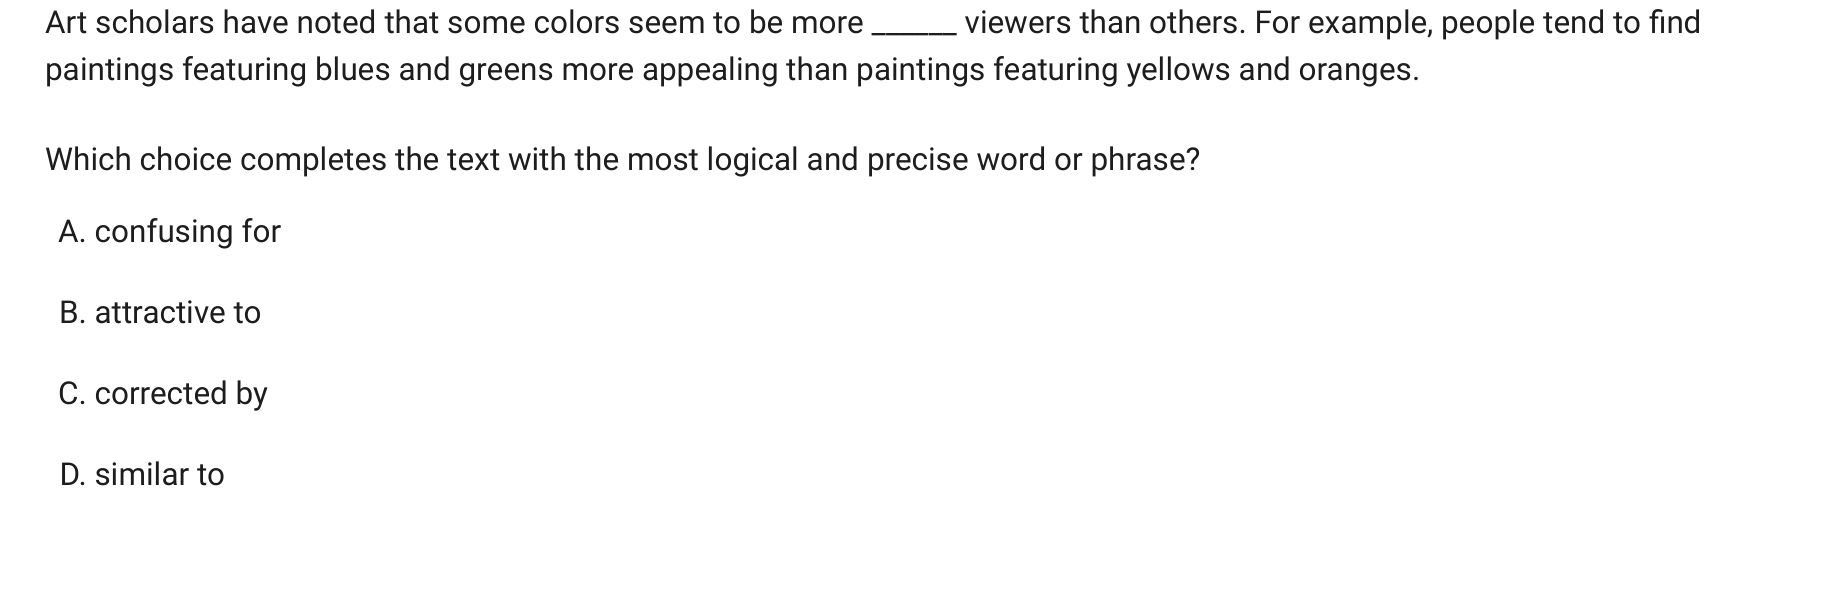 Art scholars have noted that some colors seem to be more ______ viewers than others. For example, people tend to find
paintings featuring blues and greens more appealing than paintings featuring yellows and oranges.
Which choice completes the text with the most logical and precise word or phrase?
A. confusing for
B. attractive to
C. corrected by
D. similar to